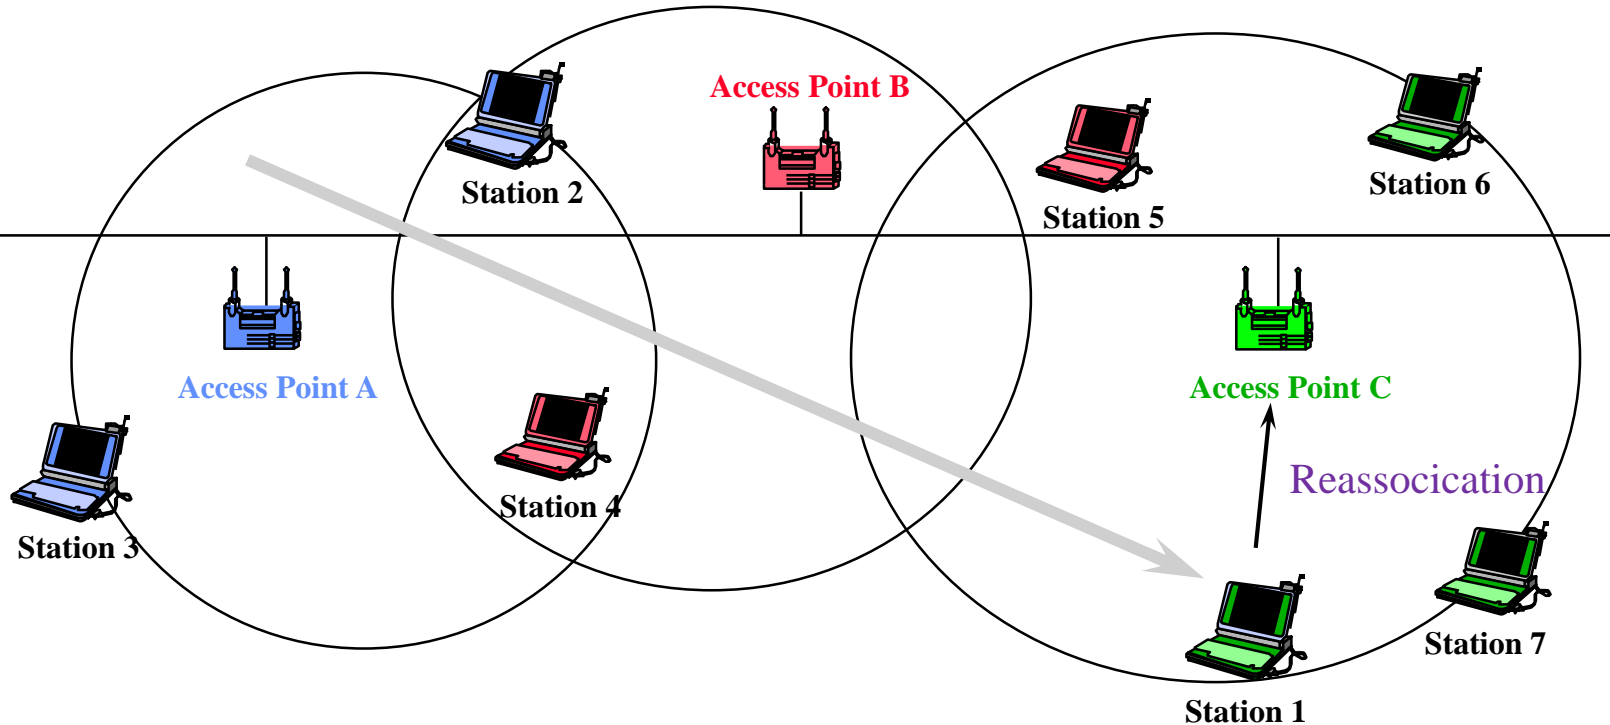 Access Point B
Station 2
Station 6
Station 5
Access Point A
Access Point C
Reassocication
Station 4
Station 3
Station 7
Station 1